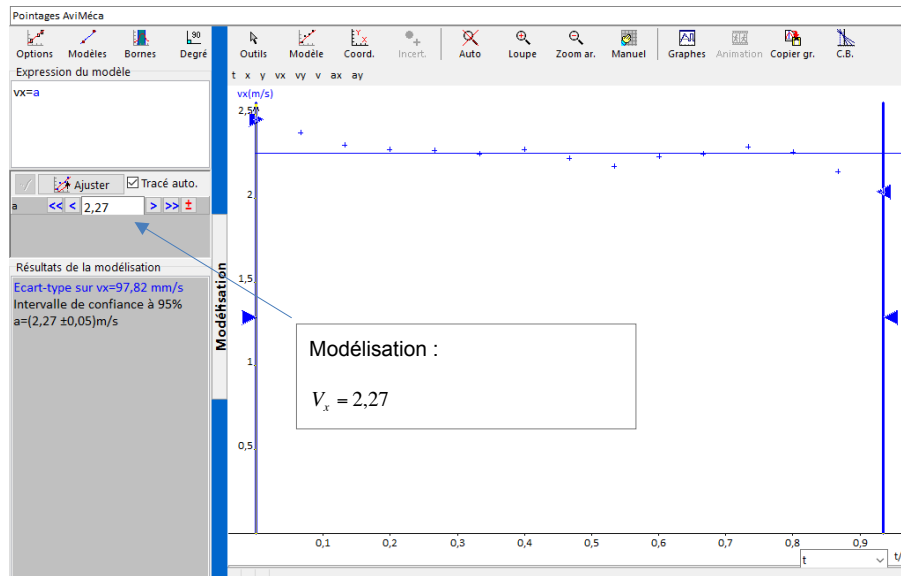 Pointages AviMéca
Options Modèles Bornes Degré Outils Modèle Coord. Incert. Auto Loupe Zoom ar. Manuel Graphes Animation Copier gr. C.B.
Expression du modèle
vx=a
Ajuster Tracé auto.
a << < 2,27 > >> ±
Résultats de la modélisation
Ecart-type sur vx=97,82 mm/s
Intervalle de confiance à 95%
a=(2,27 ±0,05)m/s
Modélisation
t x y vx vy v ax ay
vx(m/s)
2,5
2
1,5
1
0,5
0,1 0,2 0,3 0,4 0,5 0,6 0,7 0,8 0,9
t
Modélisation :
Vx = 2,27